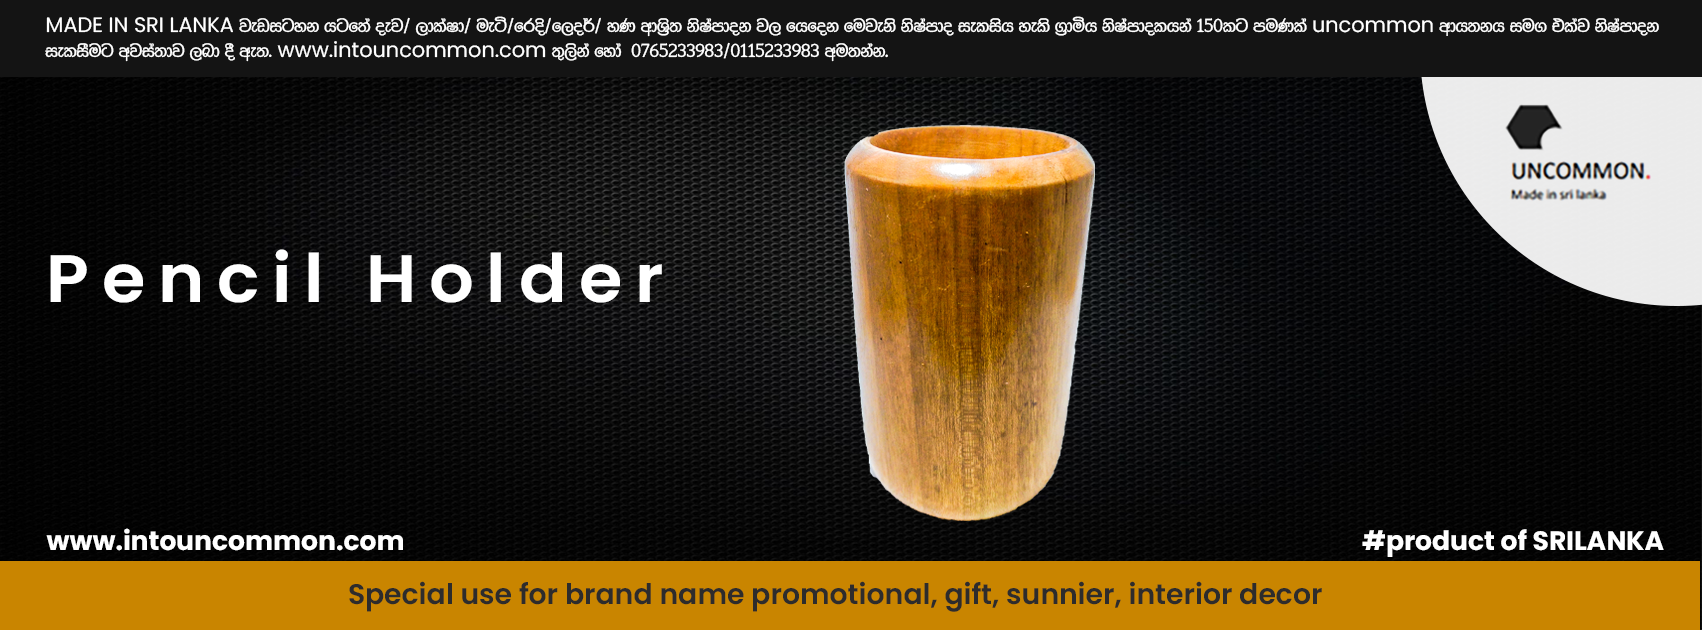 MADE IN SRI LANKA වැඩසටහන යටතේ දැව/ ලාක්ෂා/ මැටි/රෙදි/ලෙදර්/ හණ ආශ්‍රිත නිෂ්පාදන වල යෙදෙන මෙවැනි නිෂ්පාද සැකසිය හැකි ග්‍රාමීය නිෂ්පාදකයන් 150කට පමණක් uncommon ආයතනය සමග එක්ව නිෂ්පාදන
සැකසීමට අවස්තාව ලබා දී ඇත. www.intouncommon.com තුලින් හෝ 0765233983/0115233983 අමතන්න.
UNCOMMON.
Made in sri lanka
Pencil Holder
www.intouncommon.com
#product of SRILANKA
Special use for brand name promotional, gift, sunnier, interior decor